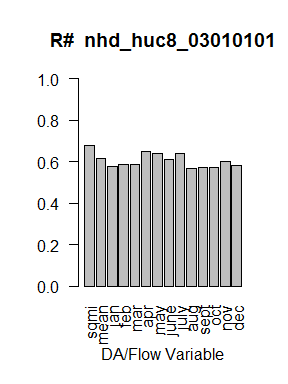 R#  nhd_huc8_03010101
1.0
0.8
0.6
0.4
0.2
0.0
sqmi
mean
jan
feb
mar
apr
may
june
july
aug
sept
oct
nov
dec
DA/Flow Variable